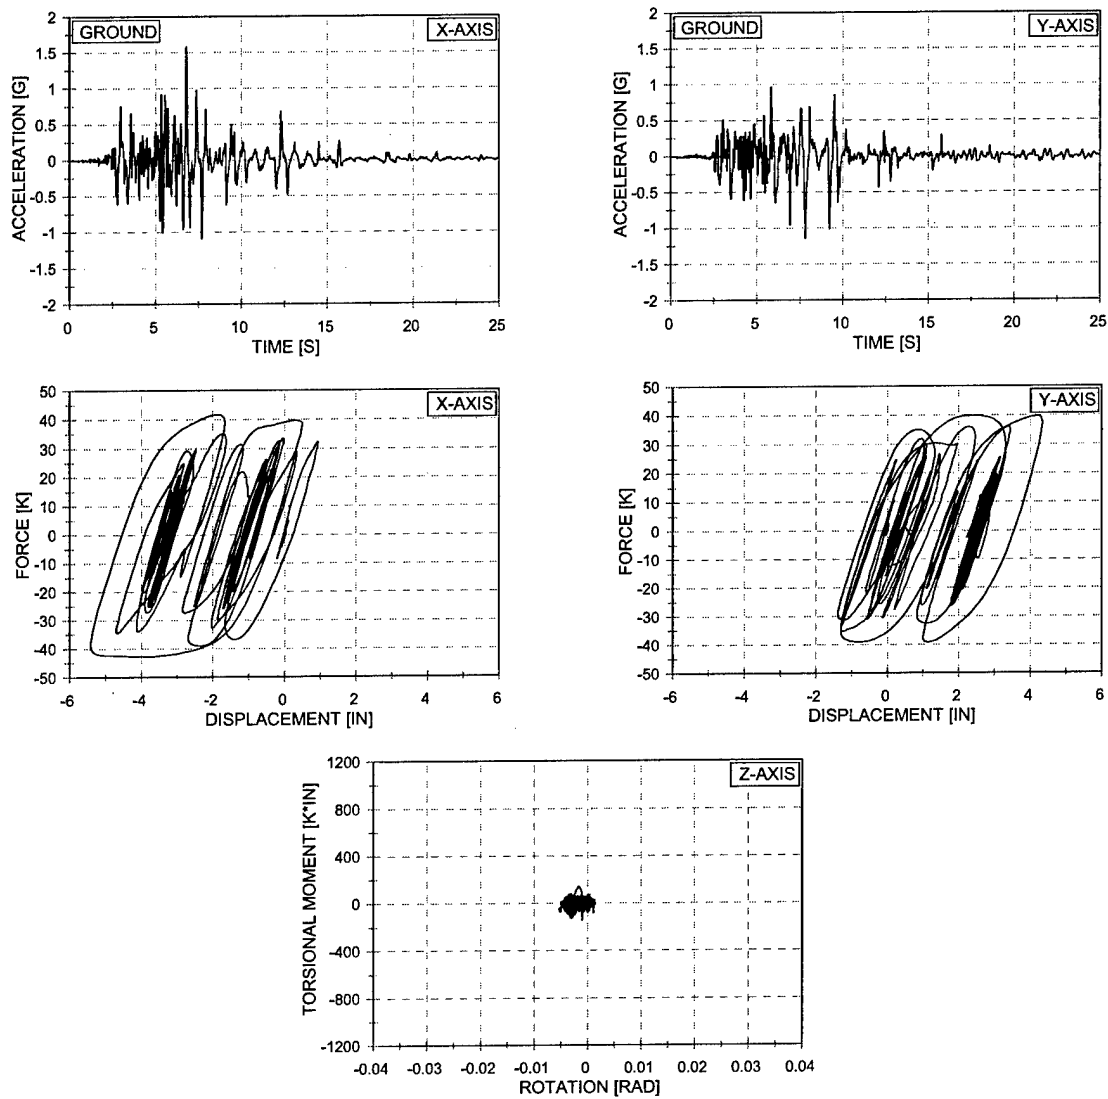 GROUND
X-AXIS
ACCELERATION [G]
2
1.5
1
0.5
0
-0.5
-1
-1.5
-2
0 5 10 15 20 25
TIME [S]
GROUND
Y-AXIS
ACCELERATION [G]
2
1.5
1
0.5
0
-0.5
-1
-1.5
-2
0 5 10 15 20 25
TIME [S]
X-AXIS
FORCE [K]
50
40
30
20
10
0
-10
-20
-30
-40
-50
-6 -4 -2 0 2 4 6
DISPLACEMENT [IN]
Y-AXIS
FORCE [K]
50
40
30
20
10
0
-10
-20
-30
-40
-50
-6 -4 -2 0 2 4 6
DISPLACEMENT [IN]
Z-AXIS
TORSIONAL MOMENT [K*IN]
1200
800
400
0
-400
-800
-1200
-0.04 -0.03 -0.02 -0.01 0 0.01 0.02 0.03 0.04
ROTATION [RAD]